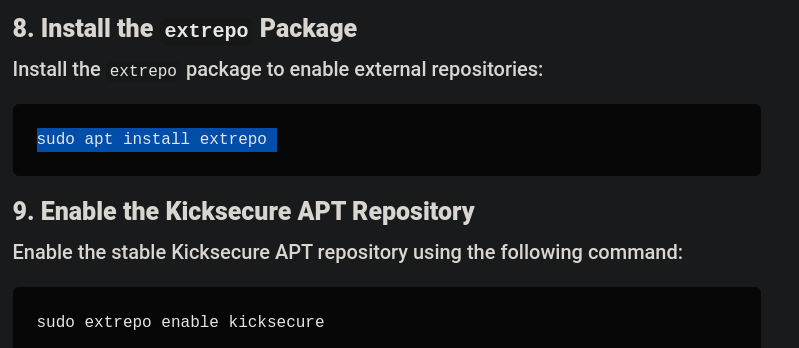 8. Install the extrepo Package
Install the extrepo package to enable external repositories:
sudo apt install extrepo
9. Enable the Kicksecure APT Repository
Enable the stable Kicksecure APT repository using the following command:
sudo extrepo enable kicksecure